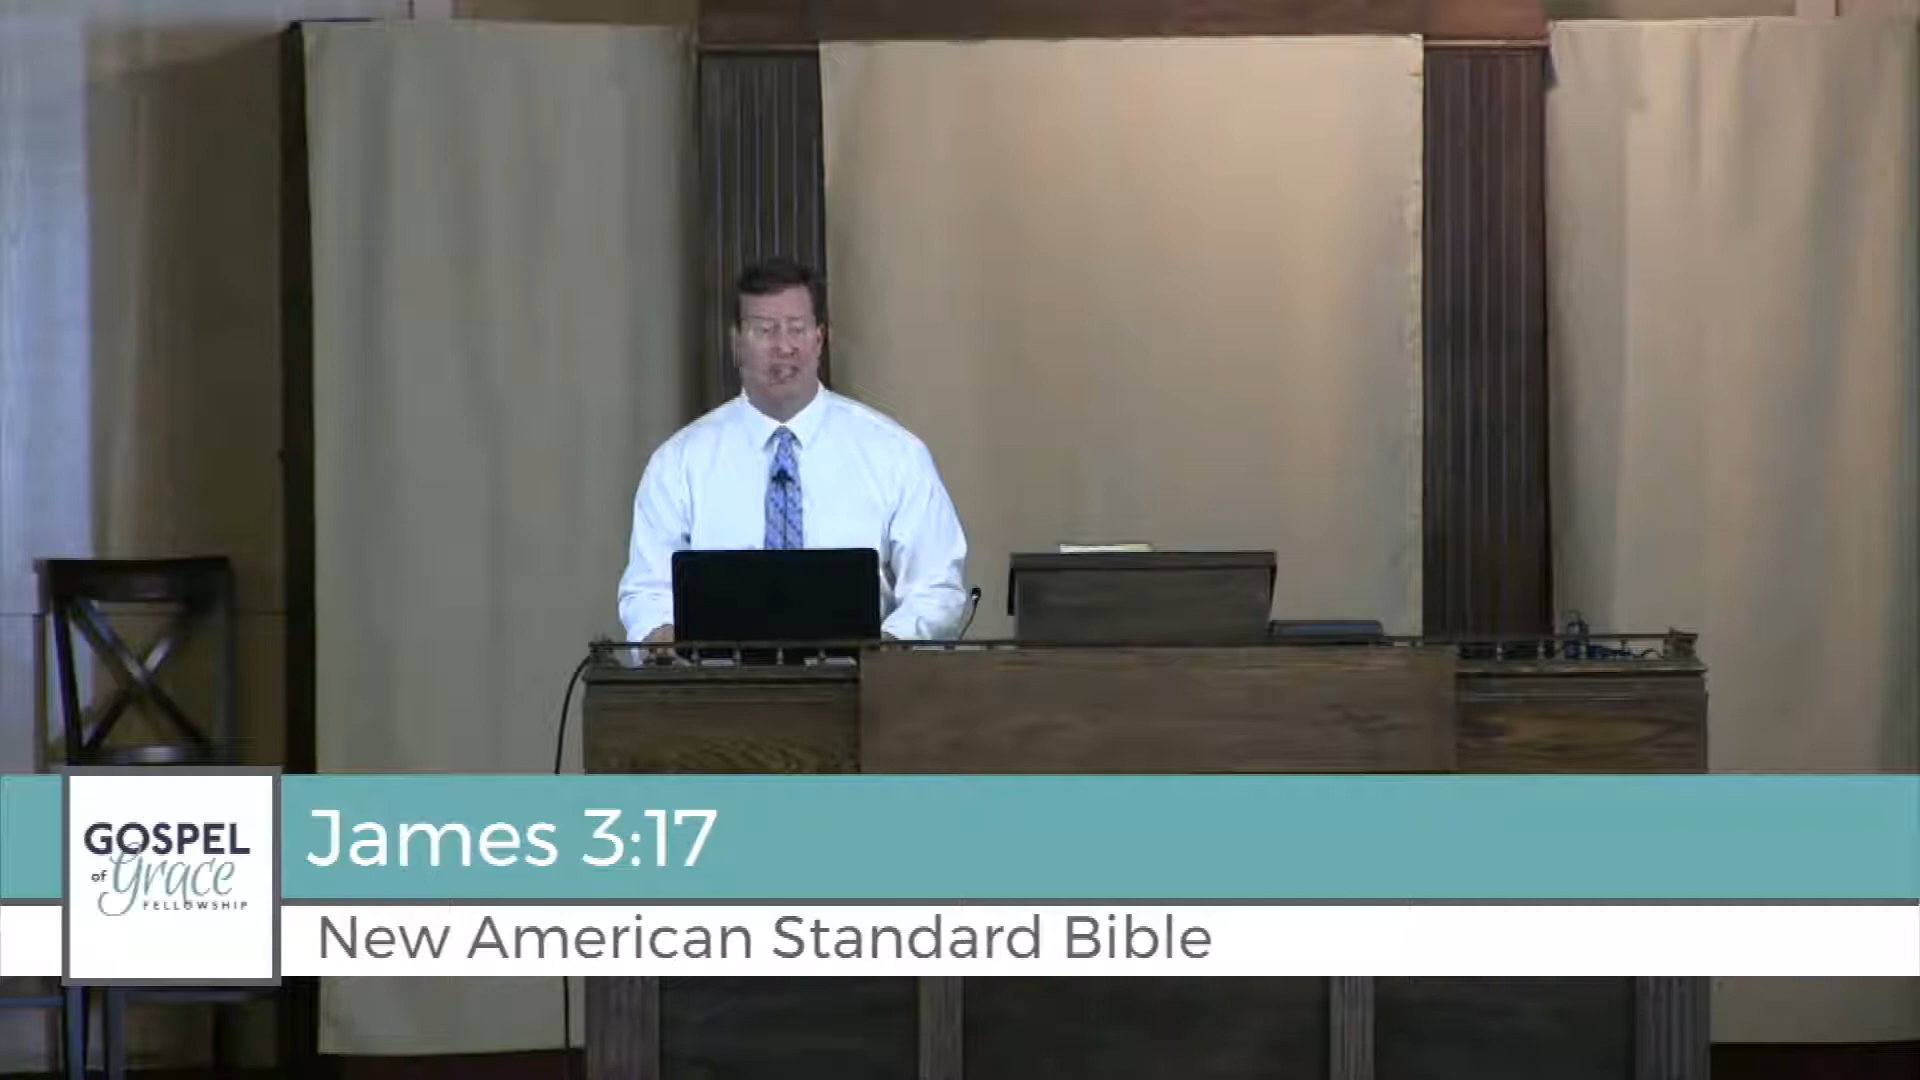 James 3:17
GOSPEL
of Grace
FELLOWSHIP
New American Standard Bible